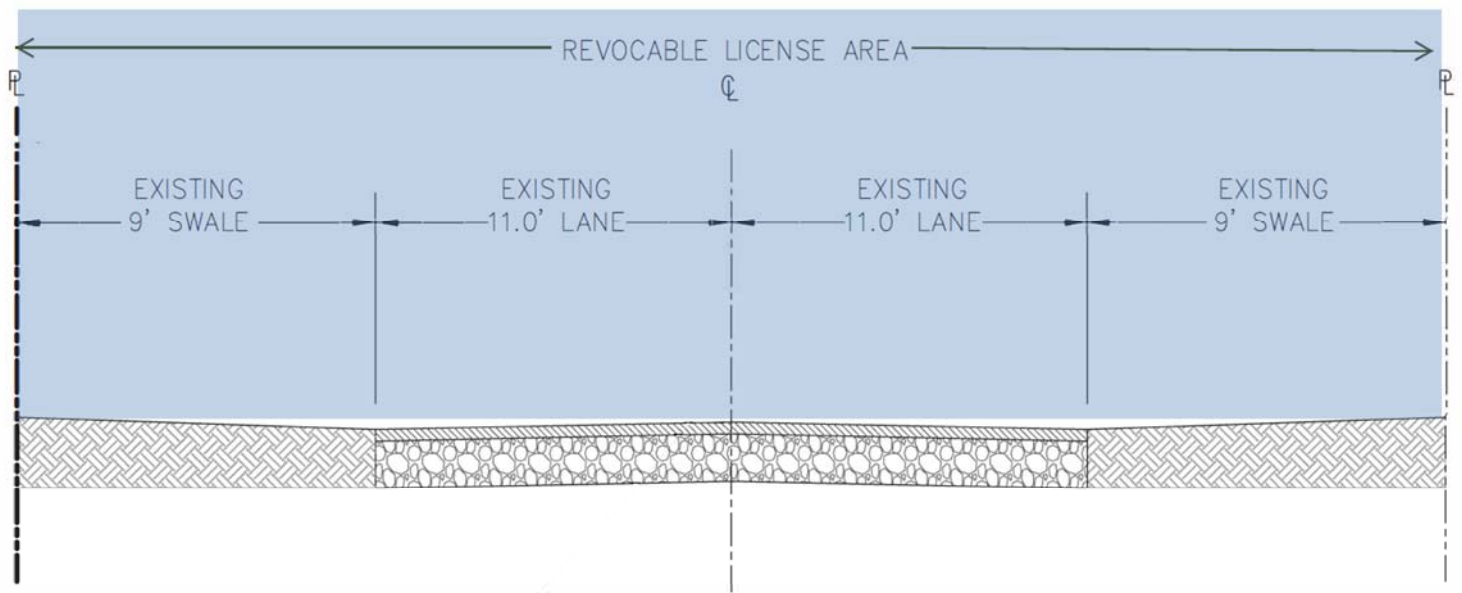 REVOCABLE LICENSE AREA
PL
CL
PL
EXISTING
9' SWALE
EXISTING
11.0' LANE
EXISTING
11.0' LANE
EXISTING
9' SWALE